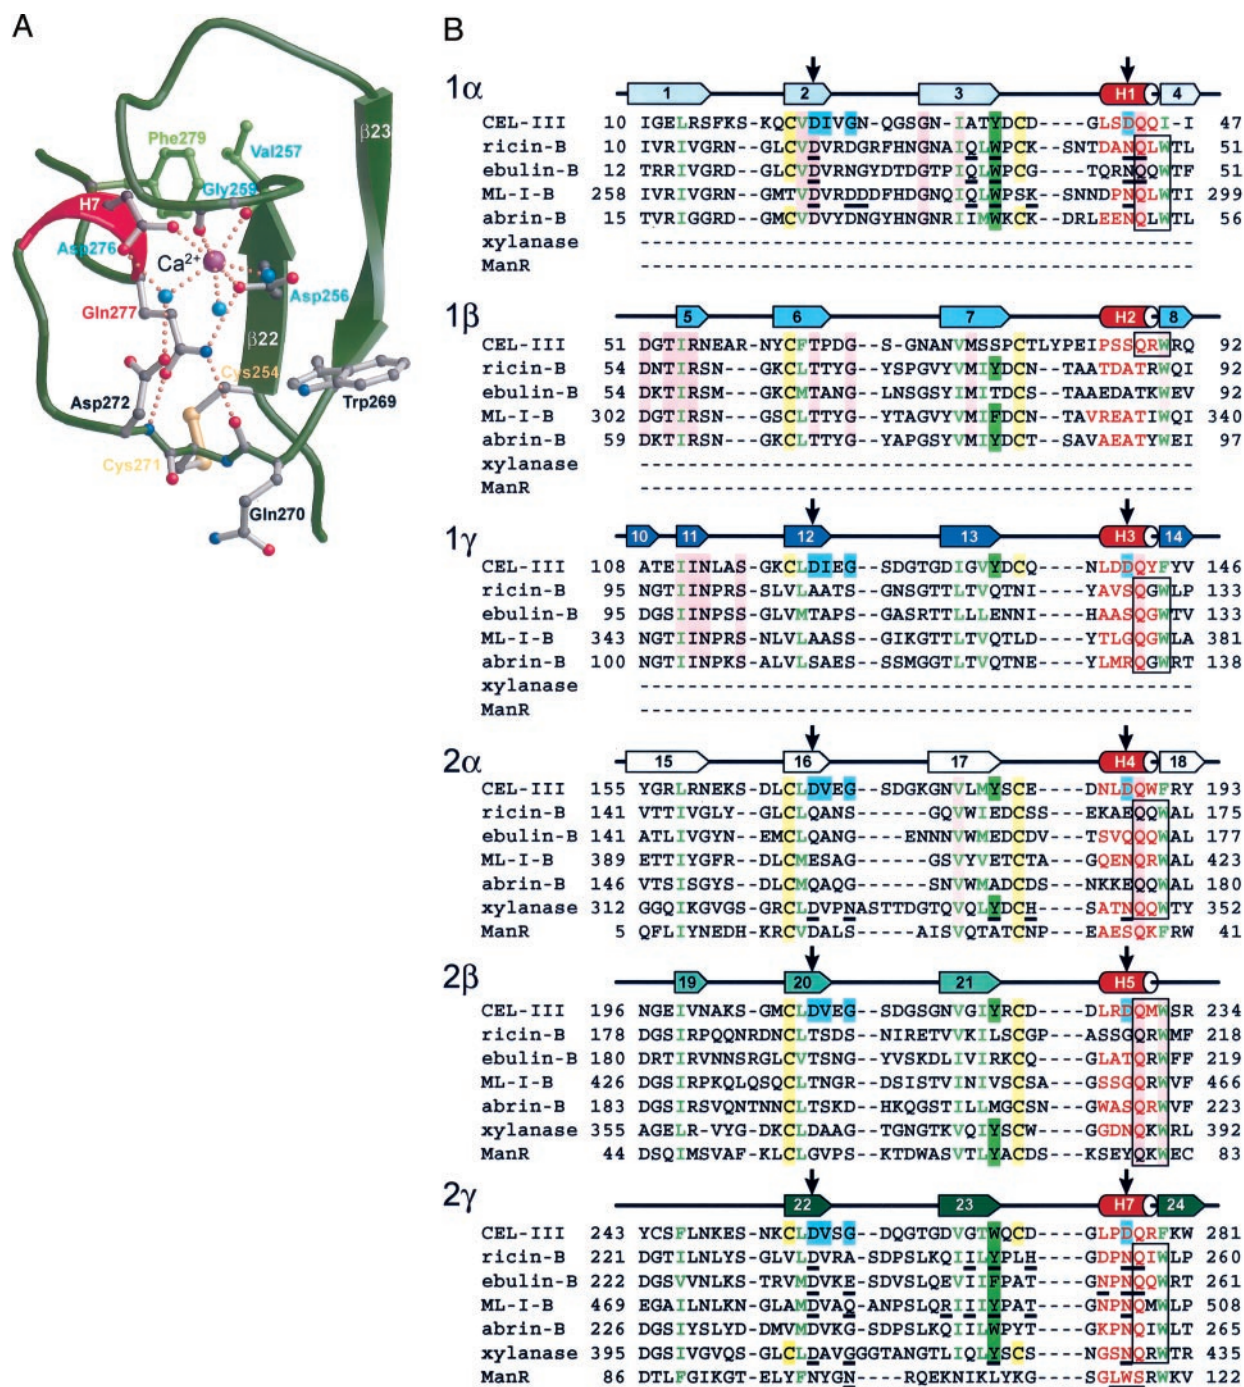 A
β23
Phe279
Val257
Gly259
H7
Asp276
Ca2+
Asp256
Gln277
β22
Cys254
Asp272
Trp269
Cys271
Gln270
B
1α
1 2 3 H1 4
CEL-III 10 IGELRSFKS-KQCVDIVGNQGSGN-IATYDCD-----GLSDQQI-I 47
ricin-B 10 IVRIVGRN--GLCVDVRDGRFHNGNAIQLWPCK--SNTDANQLWTL 51
ebulin-B 12 TRRIVGRD--GLCVDVRNGYDTDGTPIQLWPCG----TQRNQQWTF 51
ML-I-B 258 IVRIVGRN--GMTVDVRDDDFHDGNQIQLWPSK--SNNDPNQLWTI 299
abrin-B 15 TVRIGGRD--GMCVDVYDNGYHNGNRIIMWKCK--DRLEENQLWTL 56
xylanase -----------------------------------------------
ManR -----------------------------------------------
1β
5 6 7 H2 8
CEL-III 51 DGTIRNEAR-NYCFTPDG--S-GNANVMSSPCTLYPEIPSSQRWRQ 92
ricin-B 54 DNTIRSN---GKCLTTYG--YSPGVYVMIYDCN--TAATDATRWQI 92
ebulin-B 54 DKTIRSM---GKCMTANG--LNSGSYIMITDCS----AAEDATKWEV 92
ML-I-B 302 DGTIRSN---GSCLTTYG--YTAGVYVMIFDCN--TAVREATIWQI 340
abrin-B 59 DKTIRSN---GKCLTTYG--YAPGSYVMIYDCT--SAVAEATYWEI 97
xylanase -----------------------------------------------
ManR -----------------------------------------------
1γ
10 11 12 13 H3 14
CEL-III 108 ATEIINLAS-GKCLDIEG--SDGTGDIGVYDCQ----NLDDQYFYV 146
ricin-B 95 NGTIINPRS-SLVLAATS--GNSGTTLTVQTNI----YAVSQGWLP 133
ebulin-B 95 DGSIINPSS-SLVMTAPS--GASRTTLLLENNI----HAASQGWTV 133
ML-I-B 343 NGTIINPRS-NLVLAASS--GIKGTTLTVQTLD----YTLGQGWLA 381
abrin-B 100 NGTIINPKS-ALVLSAES--SSMGGTLTVQTNE----YLMRQGWRT 138
xylanase -----------------------------------------------
ManR -----------------------------------------------
2α
15 16 17 H4 18
CEL-III 155 YGRLRNEKS-DLCLDVEG--SDGKGNVLMYSCE----DNLDQWFRY 193
ricin-B 141 VTTIVGLY--GLCLQANS------GQVWIEDCSS---EKAEQQWAL 175
ebulin-B 141 ATLIVGYN--EMCLQANG----ENNNVWMEDCDV---TSVQQQWAL 177
ML-I-B 389 ETTIYGFR--DLCMESAG------GSVYVETCTA---GQENQRWAL 423
abrin-B 146 VTSISGYS--DLCMQAQG------SNVWMADCDS---NKKEQQWAL 180
xylanase 312 GGQIKGVGS-GRCLDVPNASTTDGTQVQLYDCH----SATNQQWTY 352
ManR 5 QFLIYNEDH-KRCVDALS------AISVQTATCNP---EAESQKFRW 41
2β
19 20 21 H5
CEL-III 196 NGEIVNAKS-GMCLDVEG--SDGSGNVGIYRCD----DLRDQMWSR 234
ricin-B 178 DGSIRPQQNRDNCLTSDS--NIRETVVKILSCGP---ASSGQRWMF 218
ebulin-B 180 DRTIRVNNSRGLCVTSNG--YVSKDLIVIRKCQ----GLATQRWFF 219
ML-I-B 426 DGSIRPKQLQSQCLTNGR--DSISTVINIVSCSA---GSSGQRWVF 466
abrin-B 183 DGSIRSVQNTNNCLTSKD--HKQGSTILLMGCSN---GWASQRWVF 223
xylanase 355 AGELR-VYG-DKCLDAAG--TGNGTKVQIYSCW----GGDNQKWRL 392
ManR 44 DSQIMSVAF-KLCLGVPS--KTDWASVTLYACDS---KSEYQKWEC 83
2γ
22 23 H7 24
CEL-III 243 YCSFLNKES-NKCLDVSG--DQGTGDVGTWQCD----GLPDQRFKW 281
ricin-B 221 DGTILNLYS-GLVLDVRA--SDPSLKQIILYPLH---GDPNQIWLP 260
ebulin-B 222 DGSVVNLKS-TRVMDVKE--SDVSLQEVIIFPAT---GNPNQQWRT 261
ML-I-B 469 EGAILNLKN-GLAMDVAQ--ANPSLQRIIIYPAT---GNPNQMWLP 508
abrin-B 226 DGSIYSLYD-DMVMDVKG--SDPSLKQIILWPYT---GKPNQIWLT 265
xylanase 395 DGSIVGVQS-GLCLDAVGGGTANGTLIQLYSCS----NGSNQRWTR 435
ManR 86 DTLFGIKGT-ELYFNYGN----RQEKNIKLYKG----SGLWSRWKV 122